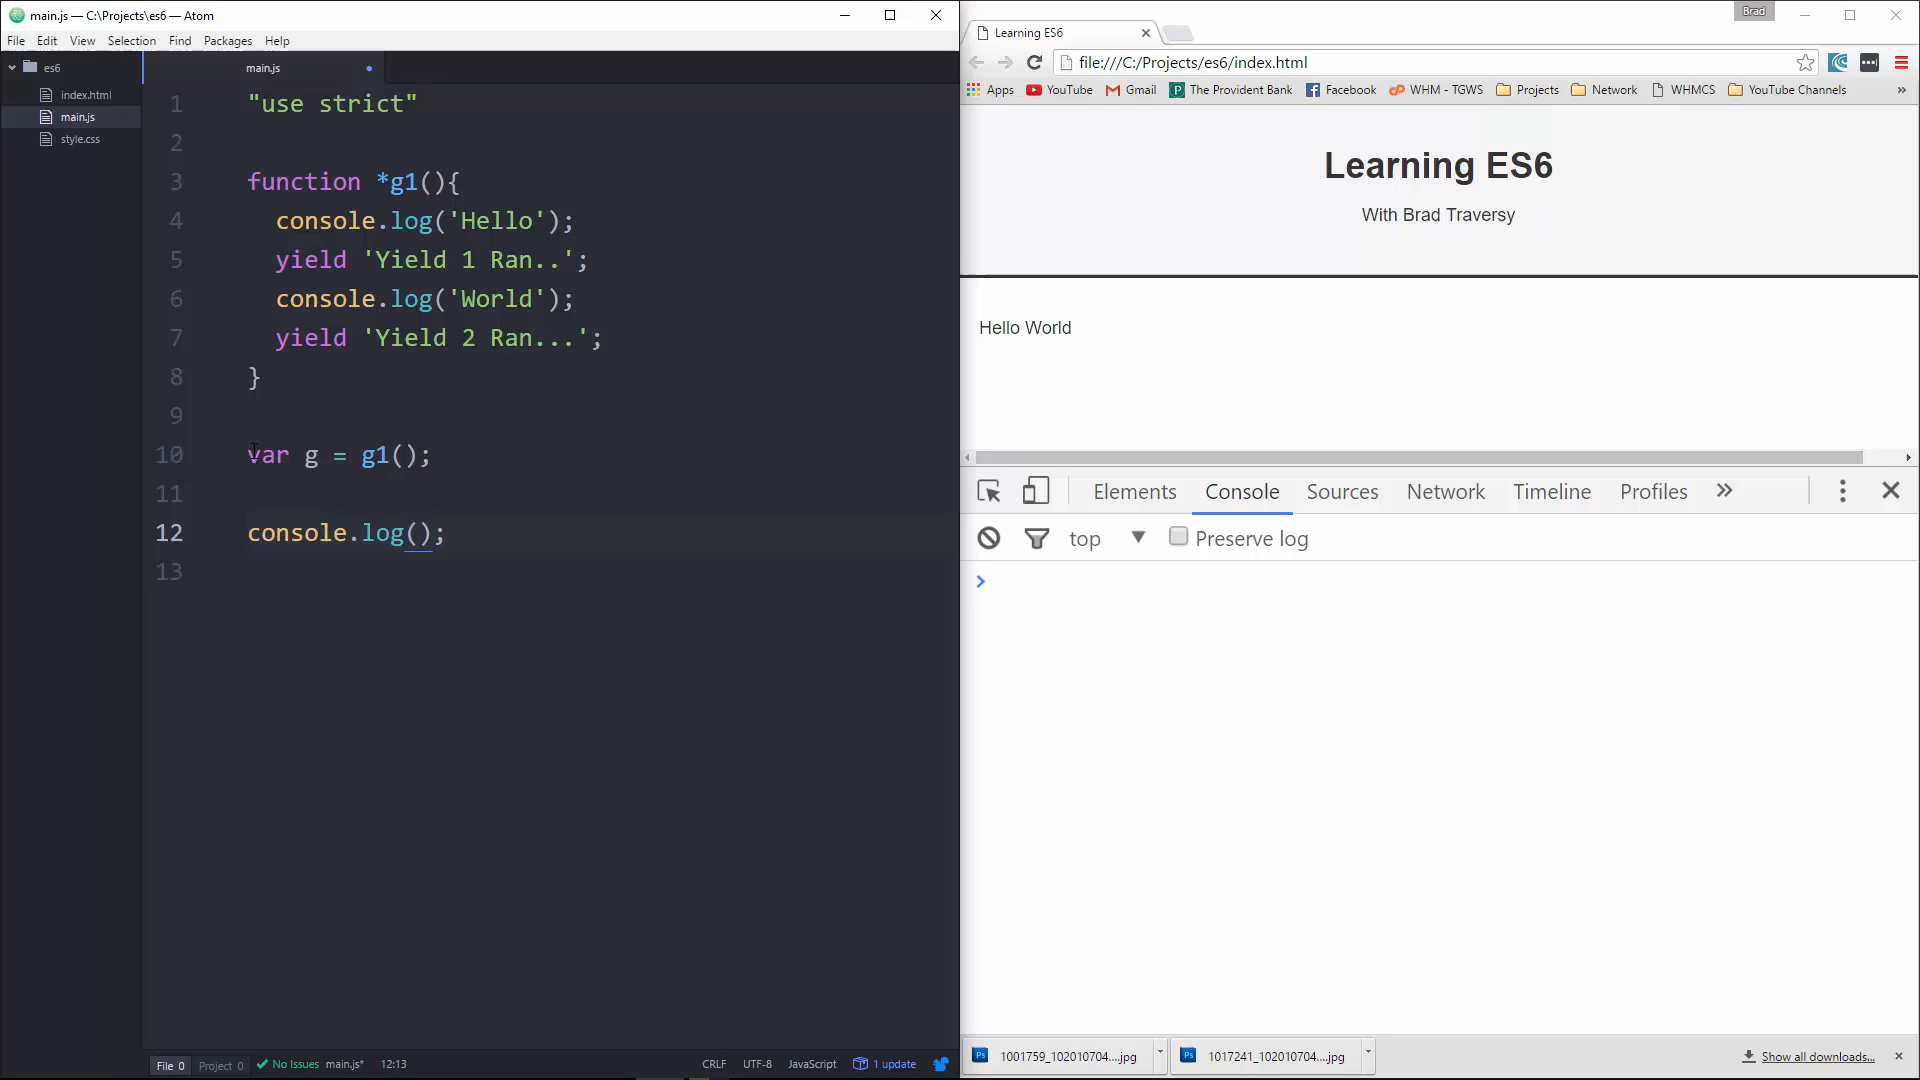 main.js — C:\Projects\es6 — Atom
File Edit View Selection Find Packages Help
es6
index.html
main.js
style.css
main.js
1 "use strict"
2
3 function *g1(){
4 console.log('Hello');
5 yield 'Yield 1 Ran..';
6 console.log('World');
7 yield 'Yield 2 Ran...';
8 }
9
10 var g = g1();
11
12 console.log();
13
File 0 Project 0 No Issues main.js* 12:13 CRLF UTF-8 JavaScript 1 update
Brad
Learning ES6
file:///C:/Projects/es6/index.html
Apps YouTube Gmail The Provident Bank Facebook WHM - TGWS Projects Network WHMCS YouTube Channels »
Learning ES6
With Brad Traversy
Hello World
Elements Console Sources Network Timeline Profiles »
top Preserve log
>
1001759_102010704....jpg 1017241_102010704....jpg Show all downloads...